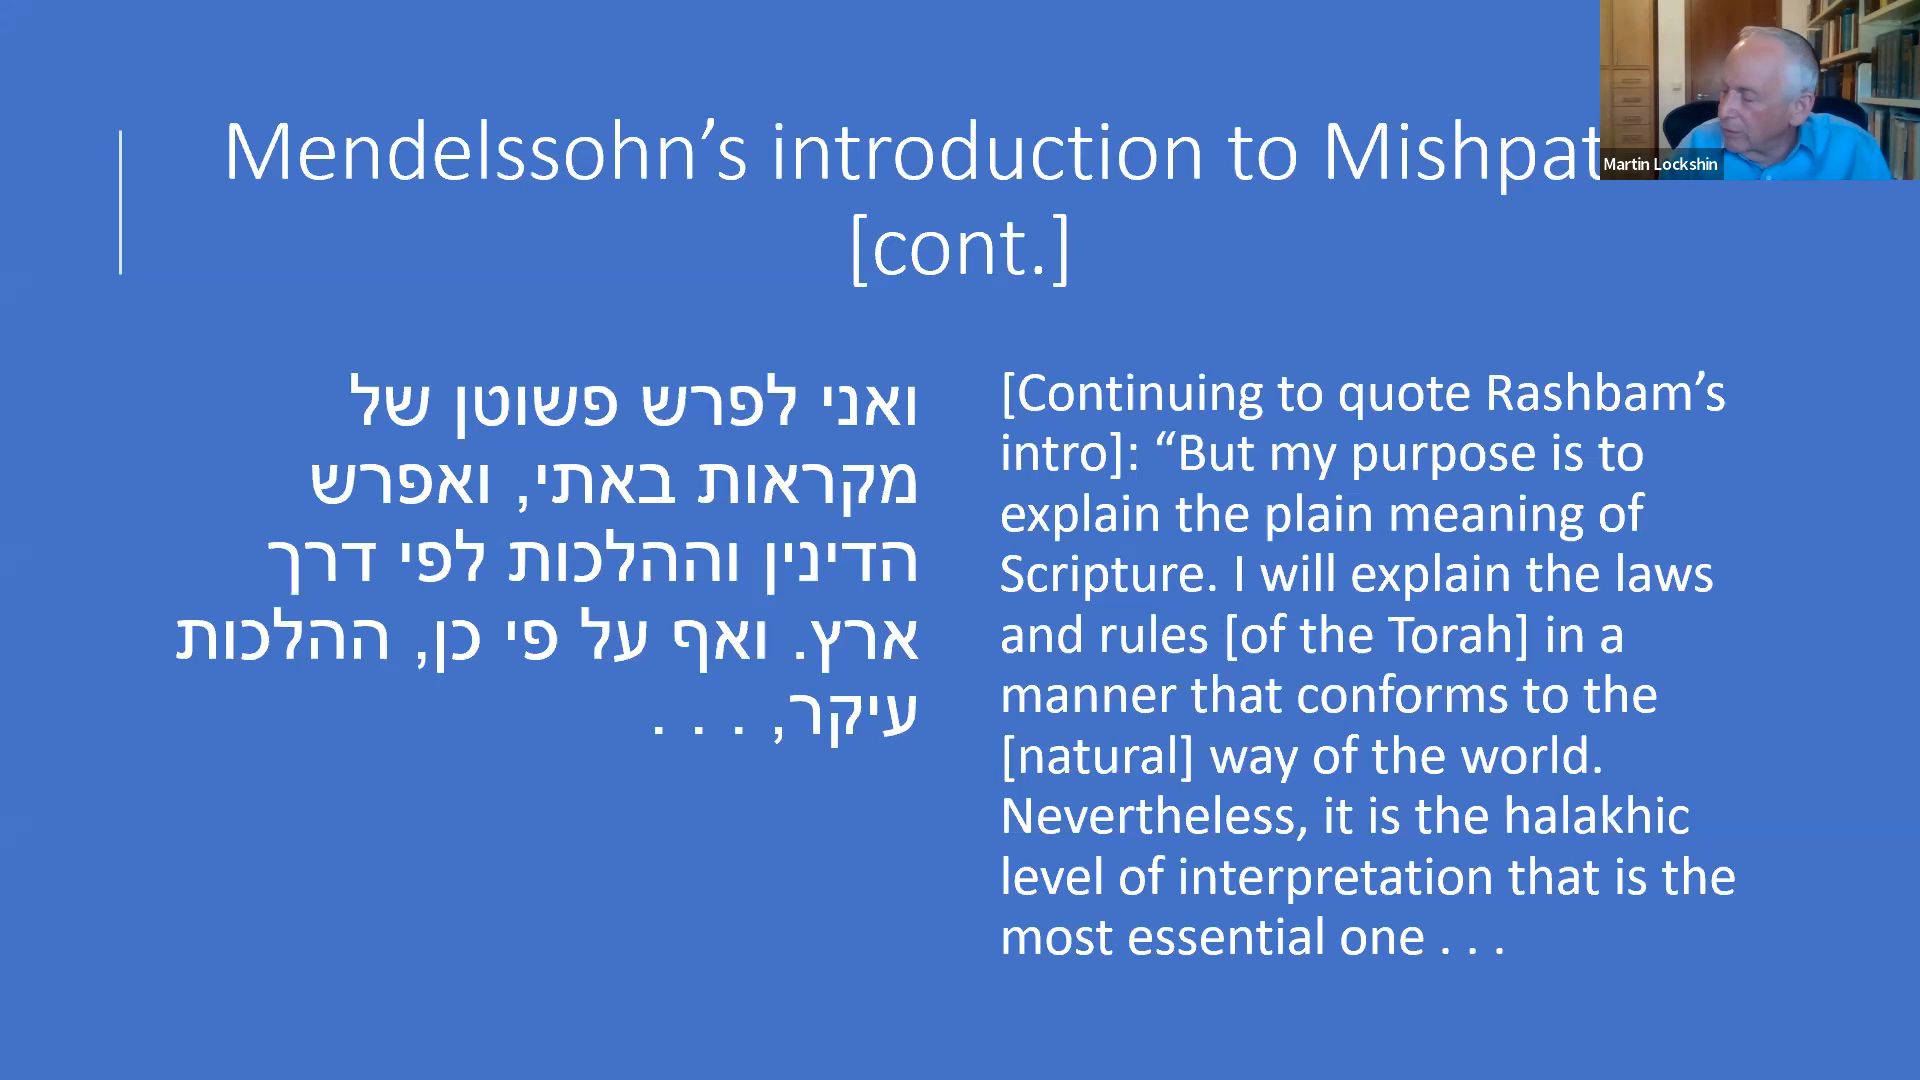 Mendelssohn’s introduction to Mishpat
[cont.]
Martin Lockshin
ואני לפרש פשוטן של
מקראות באתי, ואפרש
הדינין וההלכות לפי דרך
ארץ. ואף על פי כן, ההלכות
עיקר, . . .
[Continuing to quote Rashbam’s
intro]: “But my purpose is to
explain the plain meaning of
Scripture. I will explain the laws
and rules [of the Torah] in a
manner that conforms to the
[natural] way of the world.
Nevertheless, it is the halakhic
level of interpretation that is the
most essential one . . .